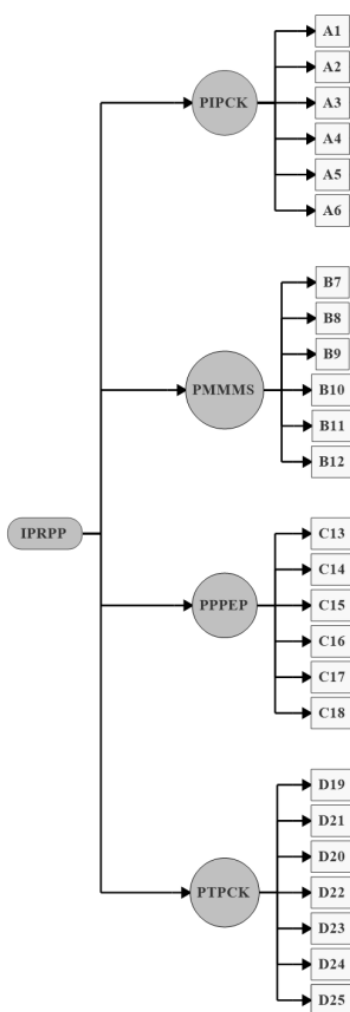 IPRPP
PIPCK
A1
A2
A3
A4
A5
A6
PMMMS
B7
B8
B9
B10
B11
B12
PPPEP
C13
C14
C15
C16
C17
C18
PTPCK
D19
D21
D20
D22
D23
D24
D25